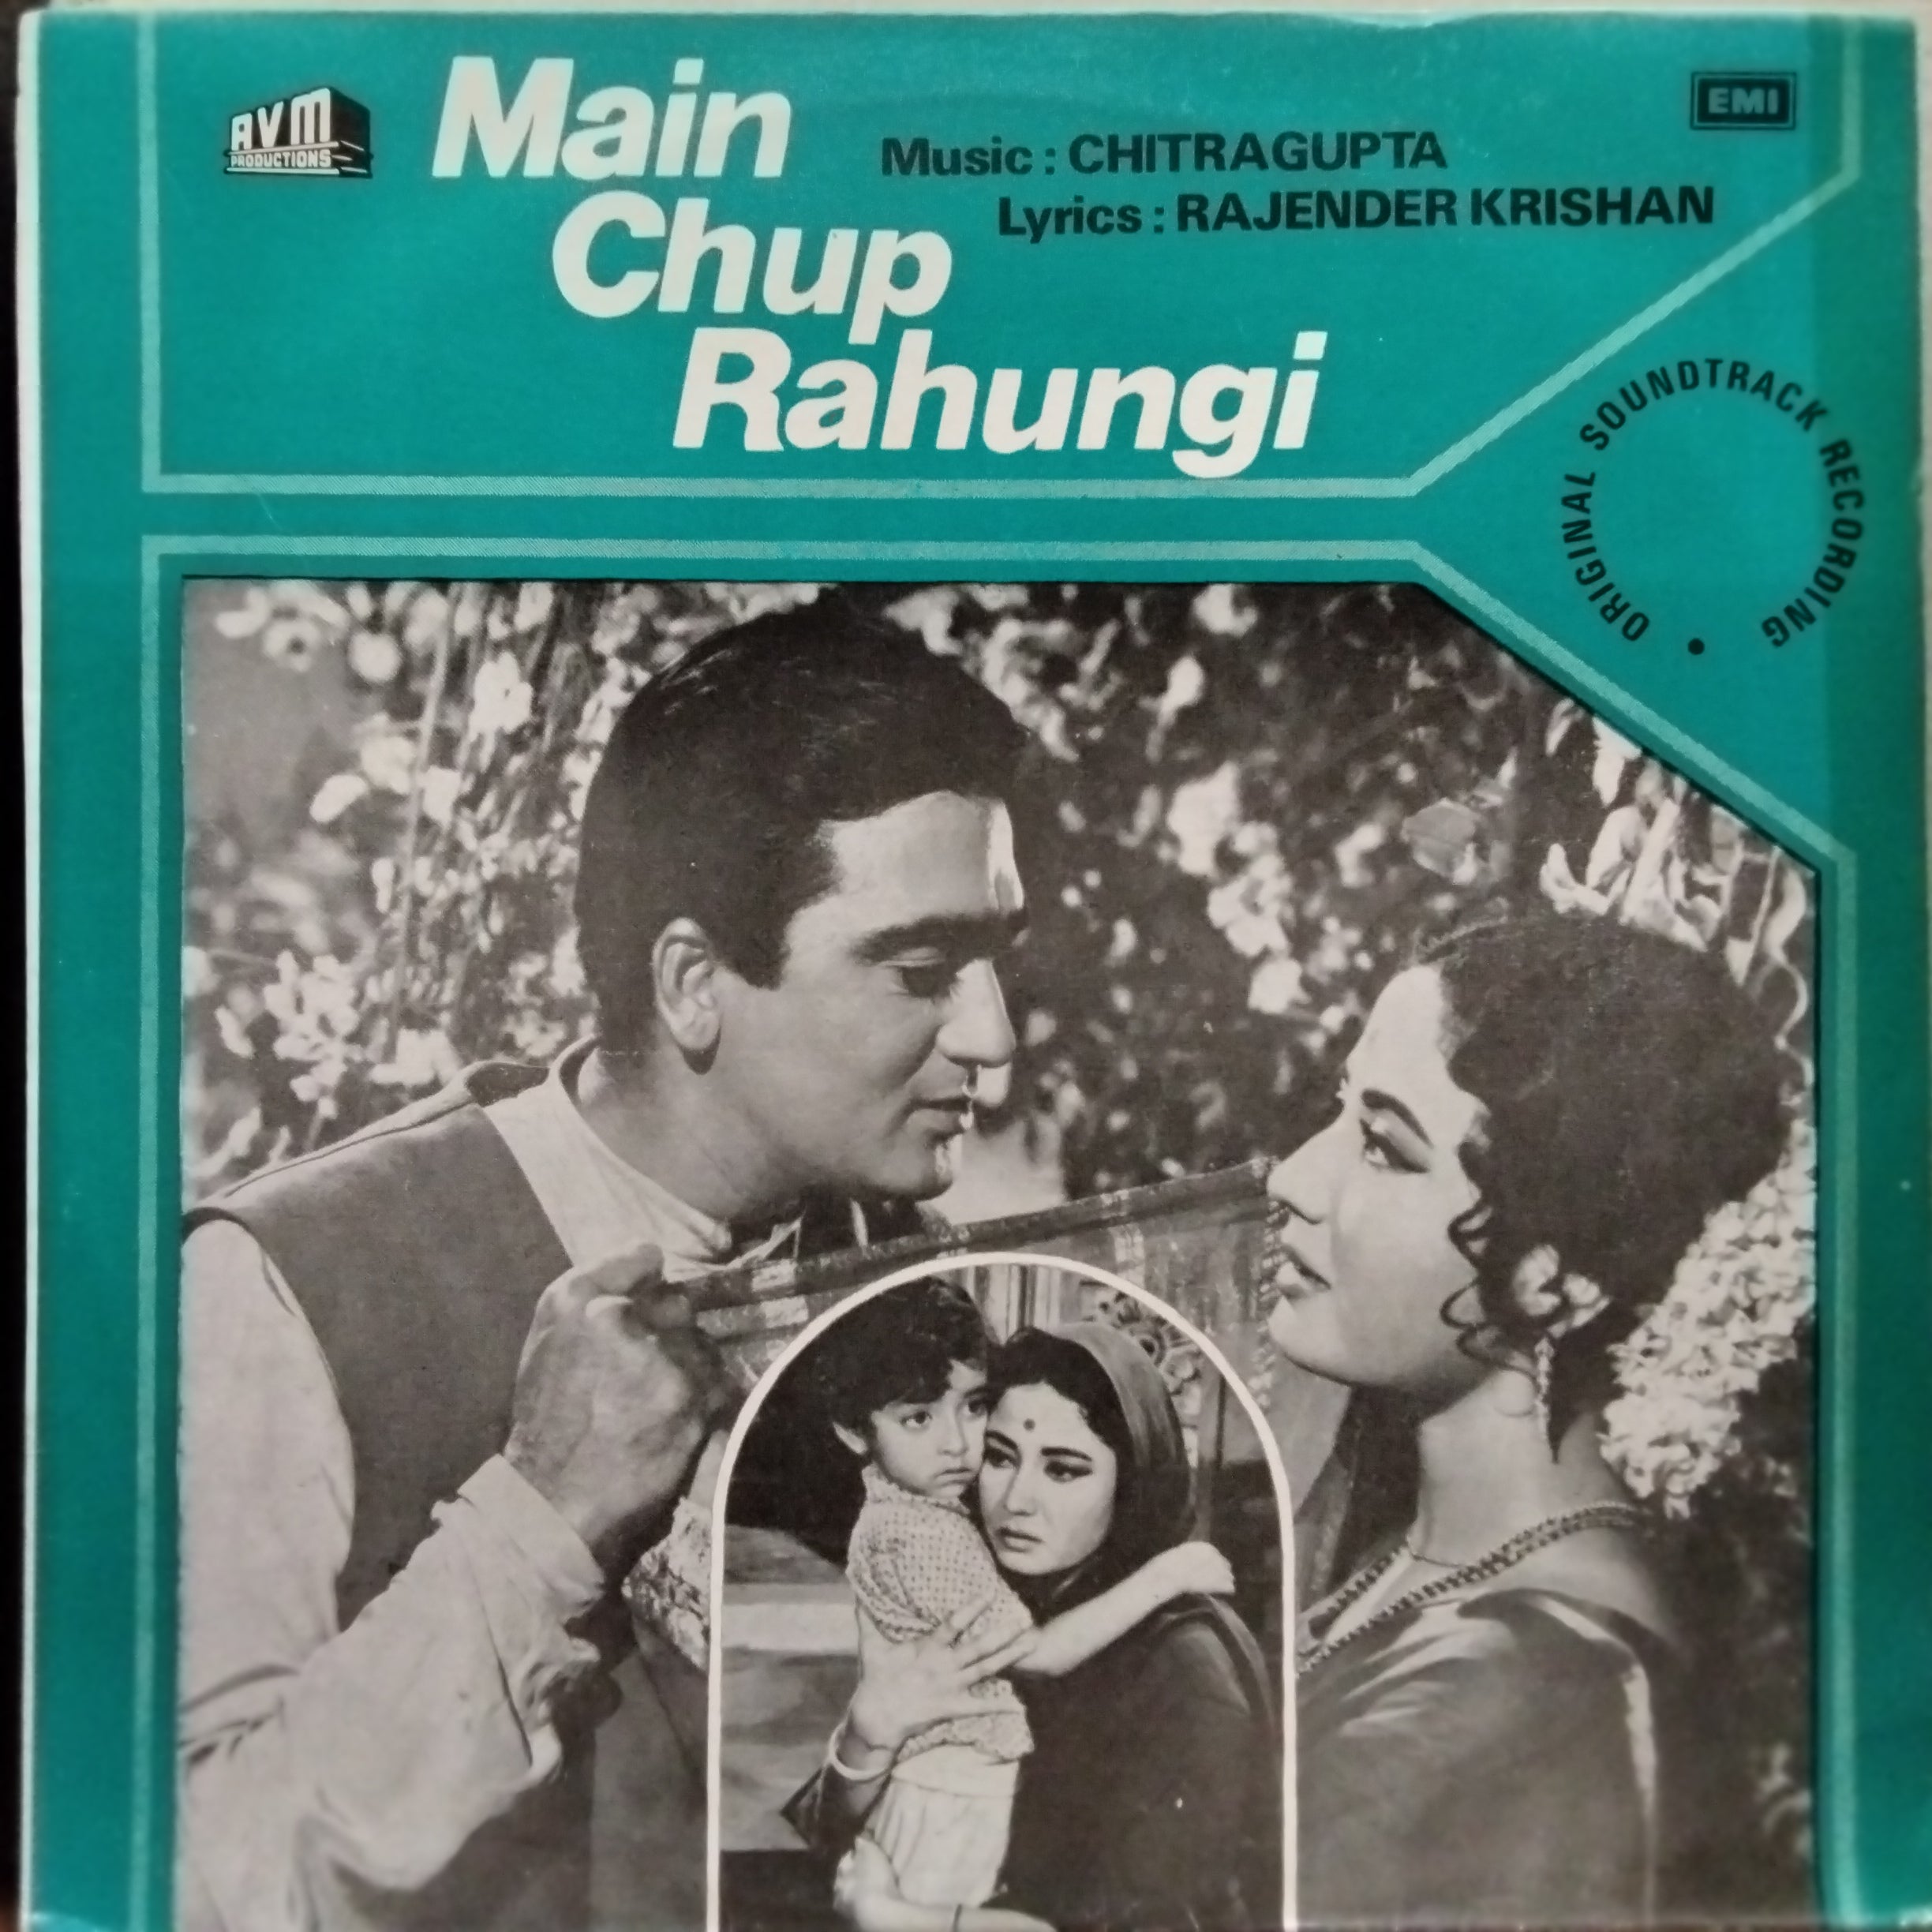 AVM
PRODUCTIONS
Main
Chup
Rahungi
Music : CHITRAGUPTA
Lyrics : RAJENDER KRISHAN
EMI
ORIGINAL SOUNDTRACK RECORDING •